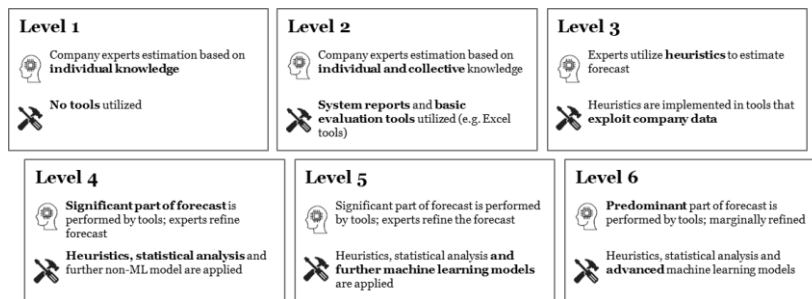 Level 1
Company experts estimation based on
individual knowledge
No tools utilized
Level 2
Company experts estimation based on
individual and collective knowledge
System reports and basic
evaluation tools utilized (e.g. Excel
tools)
Level 3
Experts utilize heuristics to estimate
forecast
Heuristics are implemented in tools that
exploit company data
Level 4
Significant part of forecast is
performed by tools; experts refine
forecast
Heuristics, statistical analysis and
further non-ML model are applied
Level 5
Significant part of forecast is performed
by tools; experts refine the forecast
Heuristics, statistical analysis and
further machine learning models
are applied
Level 6
Predominant part of forecast is
performed by tools; marginally refined
Heuristics, statistical analysis and
advanced machine learning models